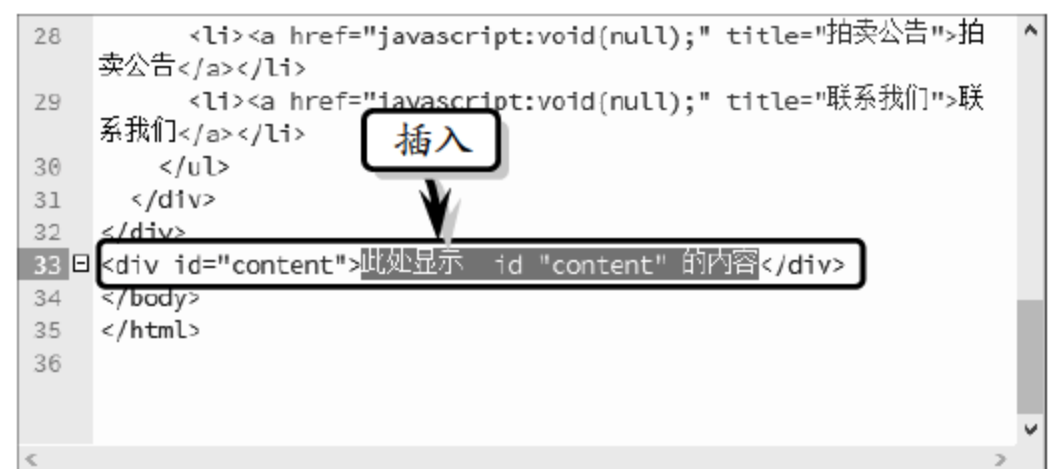 28 <li><a href="javascript:void(null);" title="拍卖公告">拍
卖公告</a></li>
29 <li><a href="javascript:void(null);" title="联系我们">联
系我们</a></li>
插入
30 </ul>
31 </div>
32 </div>
33 <div id="content">此处显示  id "content" 的内容</div>
34 </body>
35 </html>
36